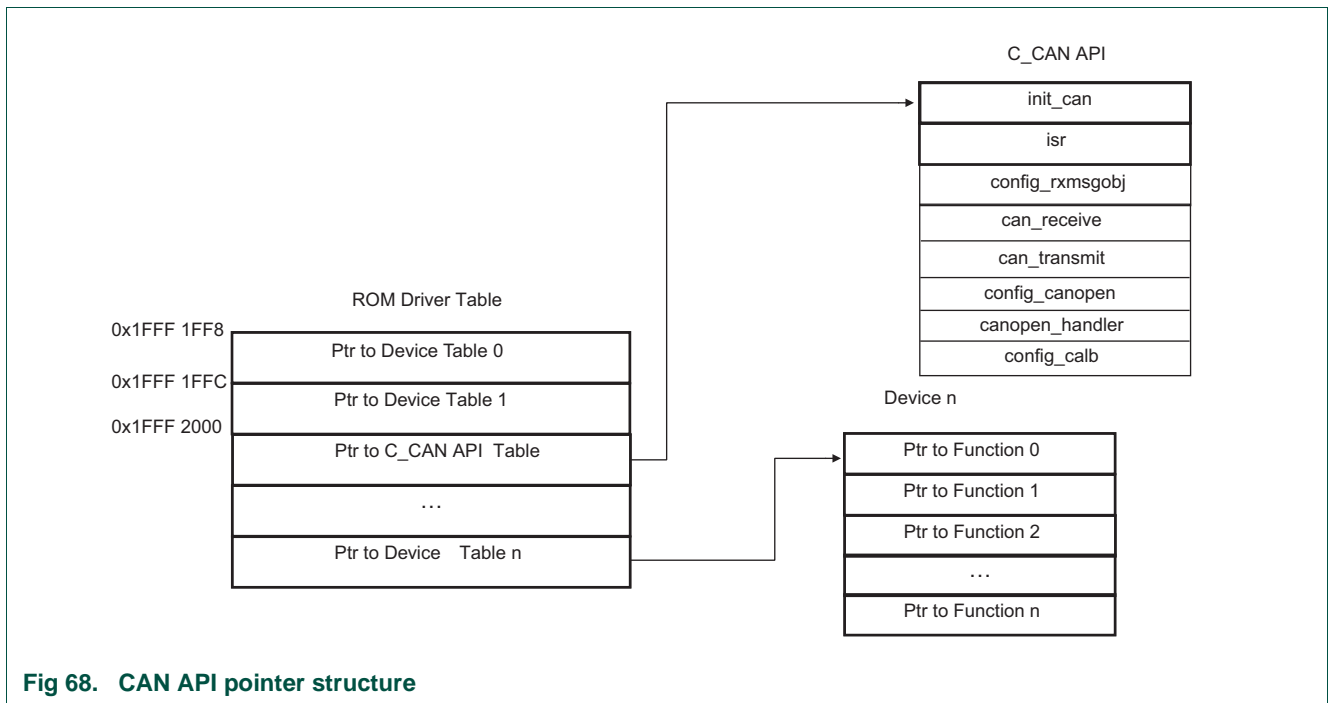 C_CAN API
init_can
isr
config_rxmsgobj
can_receive
can_transmit
config_canopen
canopen_handler
config_calb
ROM Driver Table
0x1FFF 1FF8
Ptr to Device Table 0
0x1FFF 1FFC
Ptr to Device Table 1
0x1FFF 2000
Ptr to C_CAN API Table
…
Ptr to Device Table n
Device n
Ptr to Function 0
Ptr to Function 1
Ptr to Function 2
…
Ptr to Function n
Fig 68. CAN API pointer structure